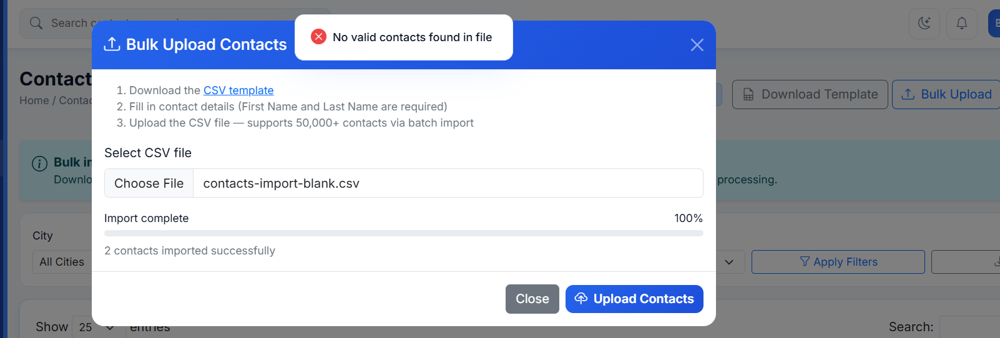 Search
No valid contacts found in file
Bulk Upload Contacts
Contact
Home / Contac
Download Template
Bulk Upload
1. Download the CSV template
2. Fill in contact details (First Name and Last Name are required)
3. Upload the CSV file — supports 50,000+ contacts via batch import
Select CSV file
Choose File
contacts-import-blank.csv
Bulk in
Downlo
processing.
Import complete
100%
2 contacts imported successfully
City
All Cities
Apply Filters
Close
Upload Contacts
Show 25 entries
Search: